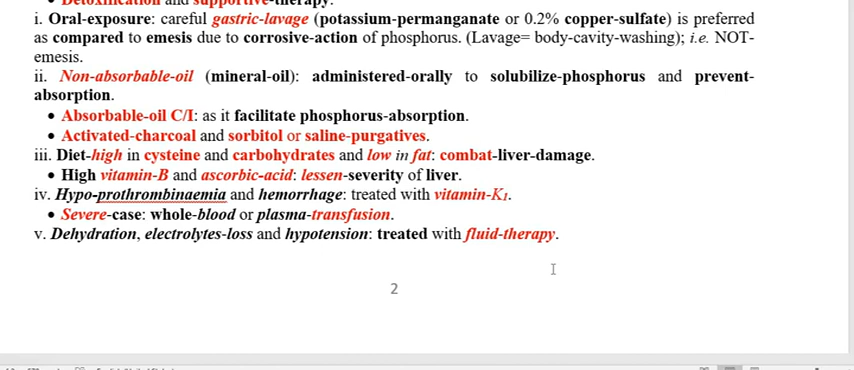 • Detoxification and supportive-therapy.
i. Oral-exposure: careful gastric-lavage (potassium-permanganate or 0.2% copper-sulfate) is preferred
as compared to emesis due to corrosive-action of phosphorus. (Lavage= body-cavity-washing); i.e. NOT-
emesis.
ii. Non-absorbable-oil (mineral-oil): administered-orally to solubilize-phosphorus and prevent-
absorption.
• Absorbable-oil C/I: as it facilitate phosphorus-absorption.
• Activated-charcoal and sorbitol or saline-purgatives.
iii. Diet-high in cysteine and carbohydrates and low in fat: combat-liver-damage.
• High vitamin-B and ascorbic-acid: lessen-severity of liver.
iv. Hypo-prothrombinaemia and hemorrhage: treated with vitamin-K1.
• Severe-case: whole-blood or plasma-transfusion.
v. Dehydration, electrolytes-loss and hypotension: treated with fluid-therapy.
2